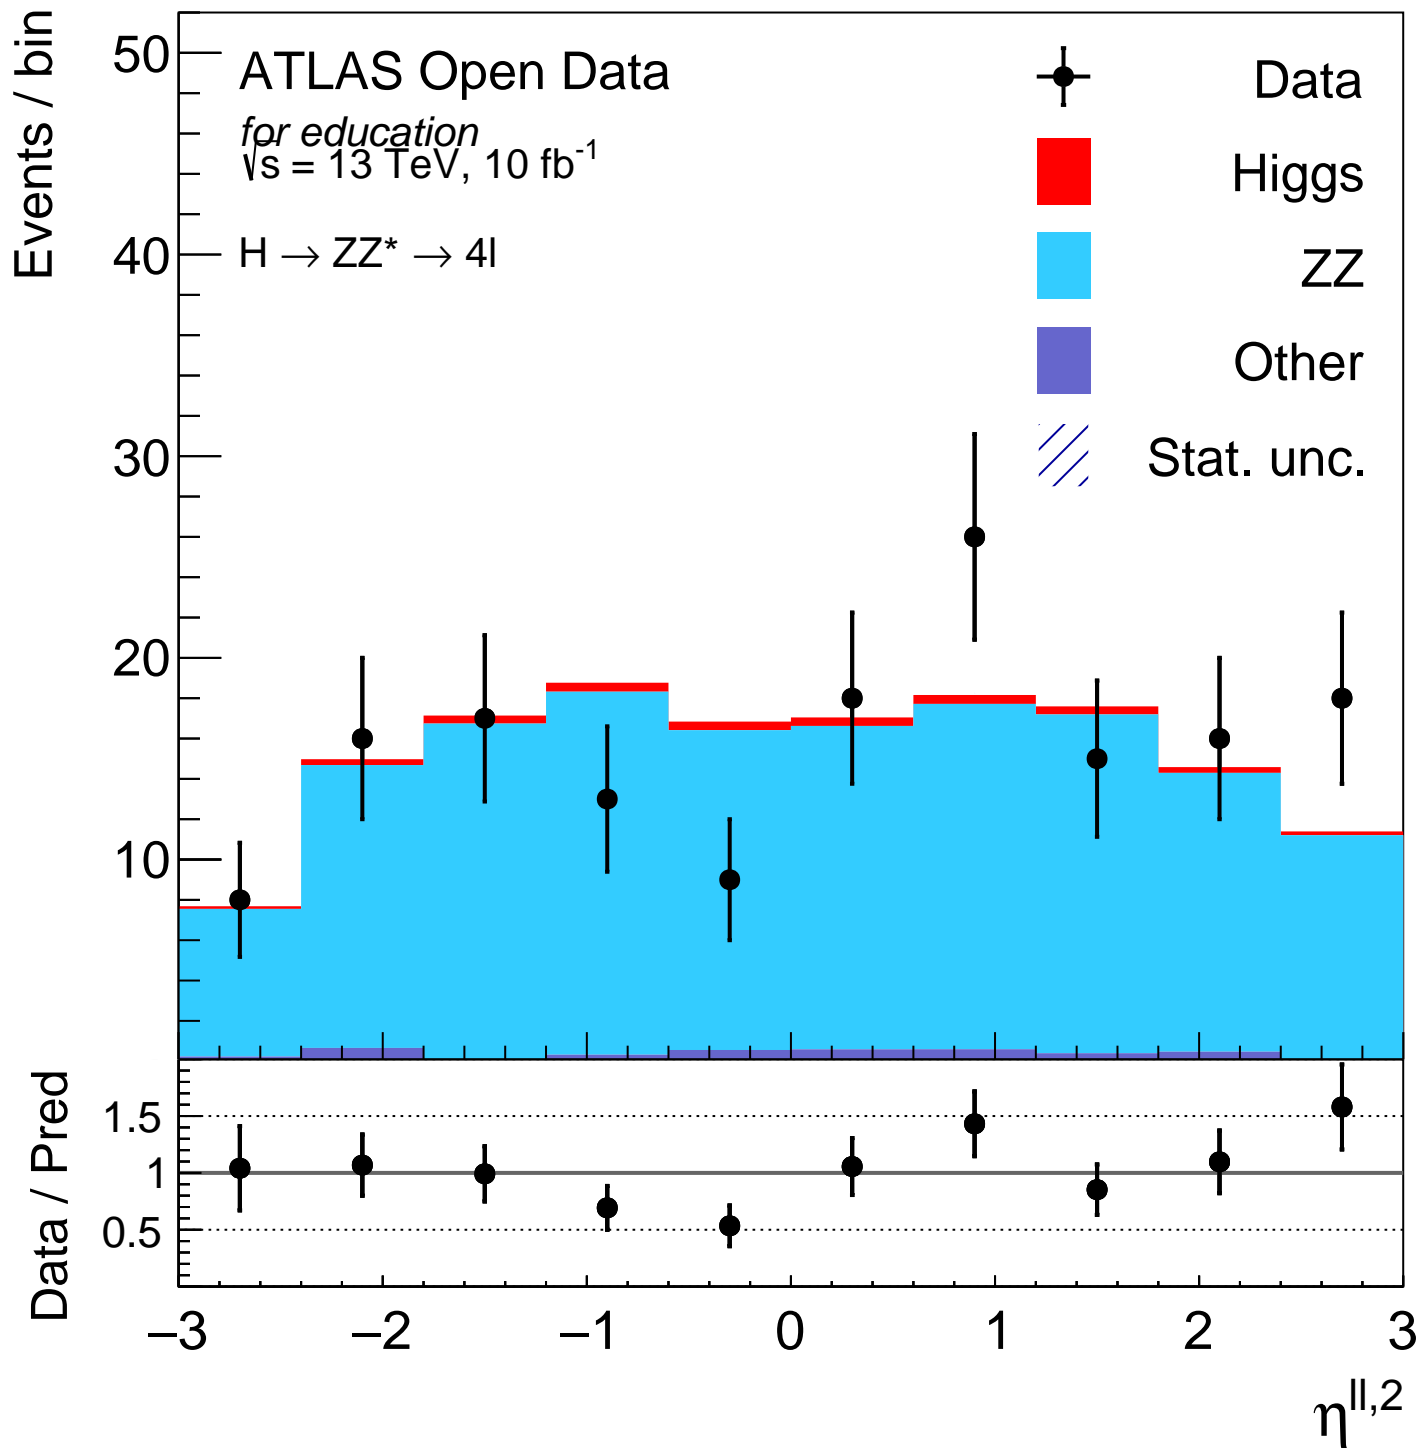 Events / bin
50
40
30
20
10
ATLAS Open Data
for education
√s = 13 TeV, 10 fb⁻¹
H → ZZ* → 4l
Data
Higgs
ZZ
Other
Stat. unc.
Data / Pred
1.5
1
0.5
−3 −2 −1 0 1 2 3
η^ll,2